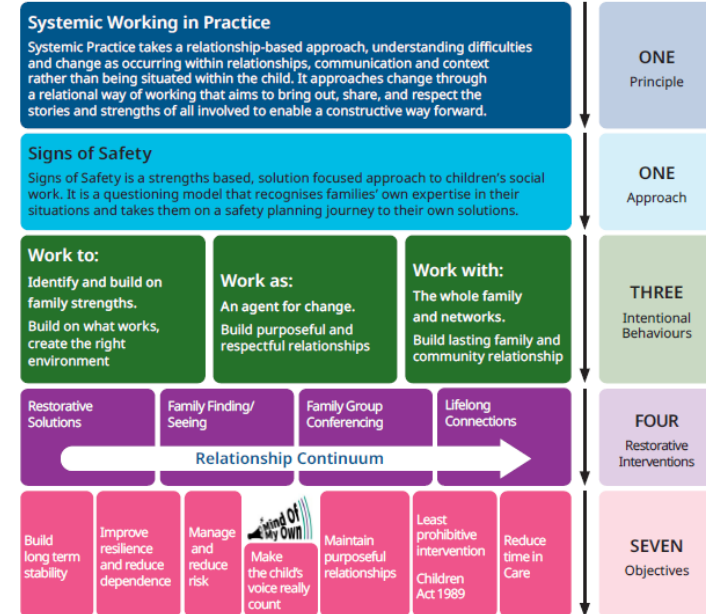 Systemic Working in Practice
Systemic Practice takes a relationship-based approach, understanding difficulties
and change as occurring within relationships, communication and context
rather than being situated within the child. It approaches change through
a relational way of working that aims to bring out, share, and respect the
stories and strengths of all involved to enable a constructive way forward.
ONE
Principle
Signs of Safety
Signs of Safety is a strengths based, solution focused approach to children's social
work. It is a questioning model that recognises families' own expertise in their
situations and takes them on a safety planning journey to their own solutions.
ONE
Approach
Work to:
Identify and build on
family strengths.
Build on what works,
create the right
environment
Work as:
An agent for change.
Build purposeful and
respectful relationships
Work with:
The whole family
and networks.
Build lasting family and
community relationship
THREE
Intentional
Behaviours
Restorative
Solutions
Family Finding/
Seeing
Family Group
Conferencing
Lifelong
Connections
Relationship Continuum
FOUR
Restorative
Interventions
Build
long term
stability
Improve
resilience
and reduce
dependence
Manage
and
reduce
risk
Mind Of
My Own
Make
the child's
voice really
count
Maintain
purposeful
relationships
Least
prohibitive
intervention
Children
Act 1989
Reduce
time in
Care
SEVEN
Objectives